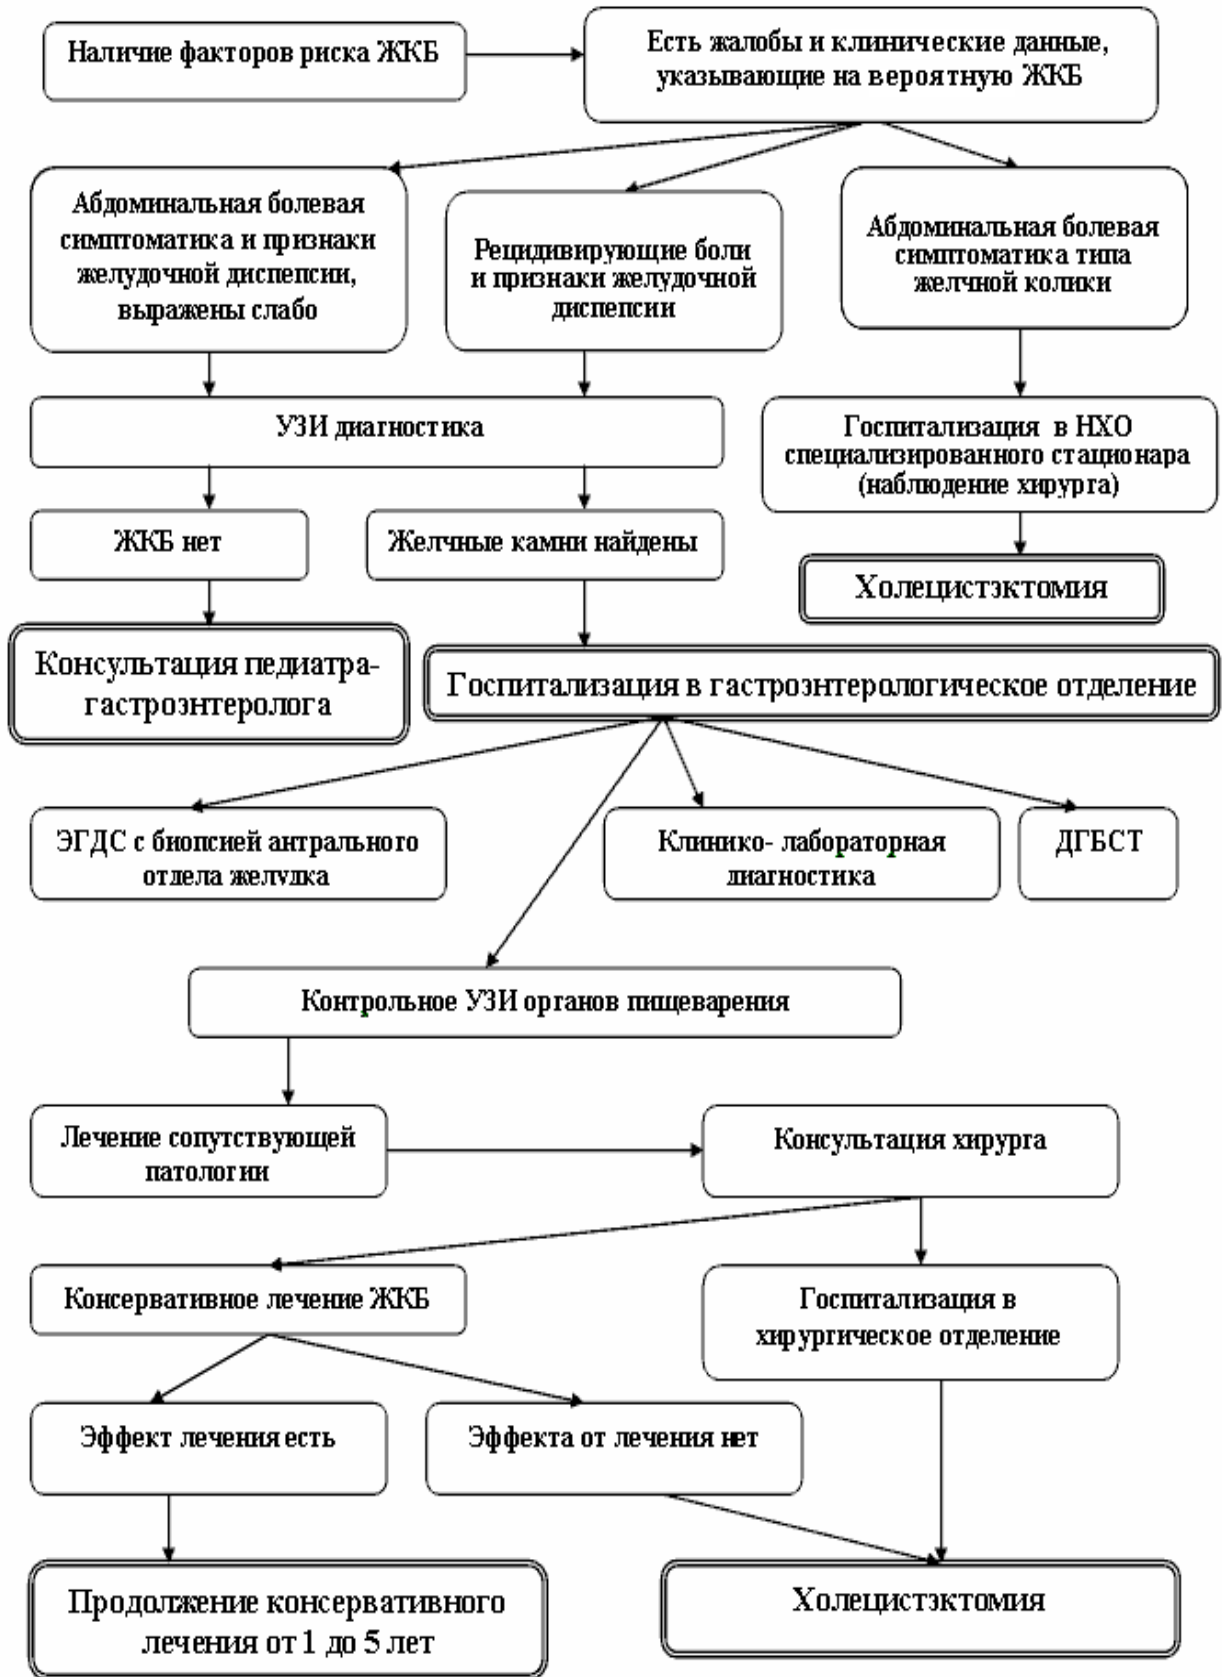 Наличие факторов риска ЖКБ
Есть жалобы и клинические данные,
указывающие на вероятную ЖКБ
Абдоминальная болевая
симптоматика и признаки
желудочной диспепсии,
выражены слабо
Рецидивирующие боли
и признаки желудочной
диспепсии
Абдоминальная болевая
симптоматика типа
желчной колики
УЗИ диагностика
Госпитализация в НХО
специализированного стационара
(наблюдение хирурга)
ЖКБ нет
Желчные камни найдены
Холецистэктомия
Консультация педиатра-
гастроэнтеролога
Госпитализация в гастроэнтерологическое отделение
ЭГДС с биопсией антрального
отдела желудка
Клинико- лабораторная
диагностика
ДГБСТ
Контрольное УЗИ органов пищеварения
Лечение сопутствующей
патологии
Консультация хирурга
Консервативное лечение ЖКБ
Госпитализация в
хирургическое отделение
Эффект лечения есть
Эффекта от лечения нет
Продолжение консервативного
лечения от 1 до 5 лет
Холецистэктомия